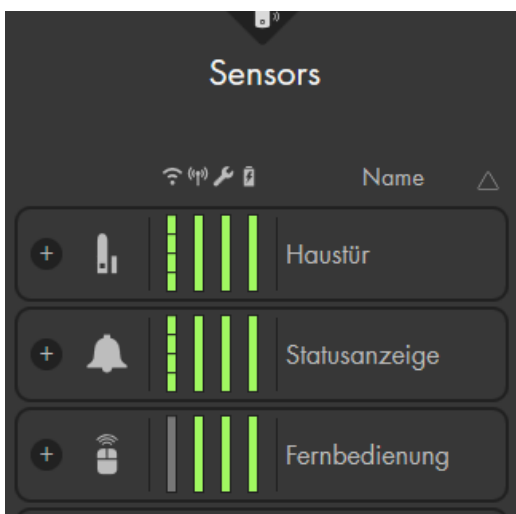 Sensors
Name
Haustür
Statusanzeige
Fernbedienung